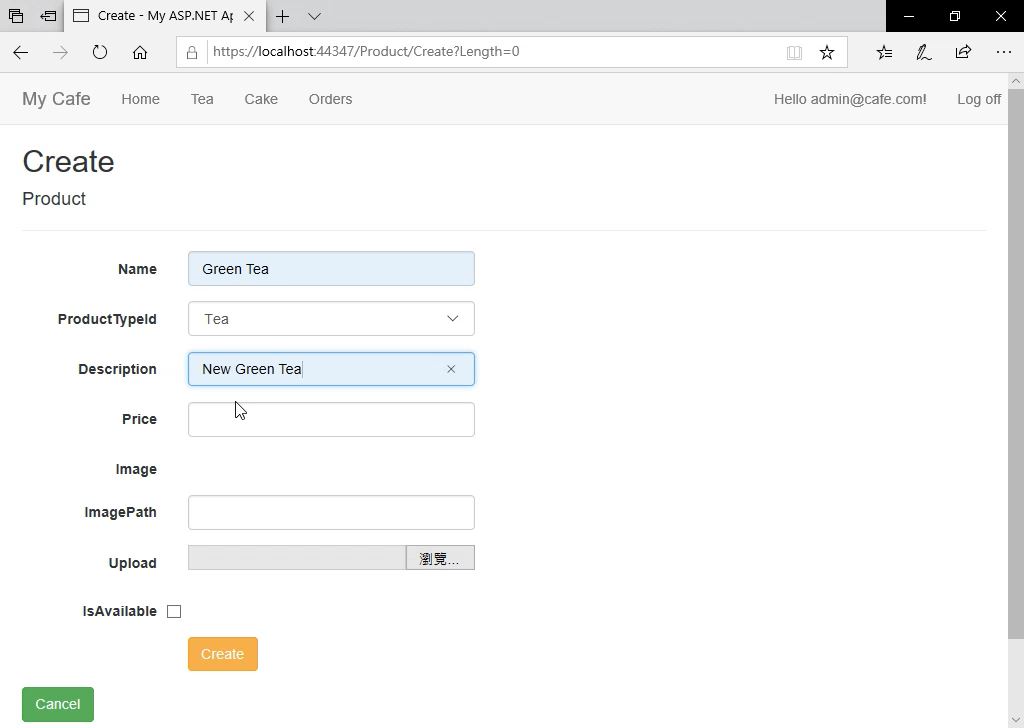 Create - My ASP.NET Ap
https://localhost:44347/Product/Create?Length=0
My Cafe Home Tea Cake Orders Hello admin@cafe.com! Log off
Create
Product
Name Green Tea
ProductTypeId Tea
Description New Green Tea
Price
Image
ImagePath
Upload 瀏覽...
IsAvailable
Create
Cancel